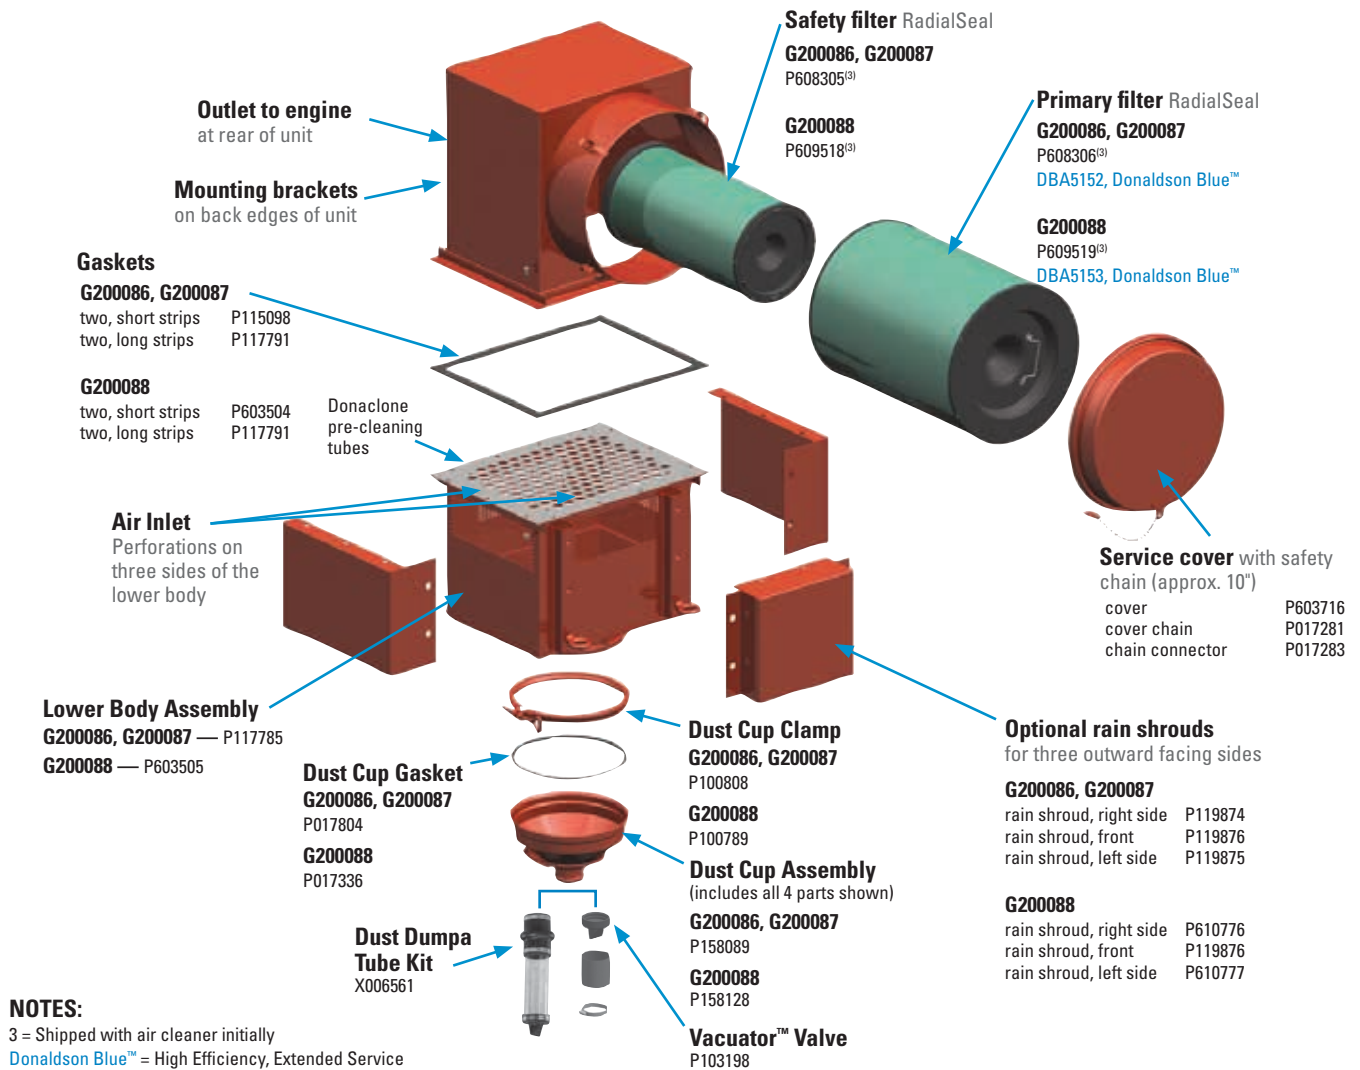 Safety filter RadialSeal
G200086, G200087
P608305(3)
G200088
P609518(3)
Primary filter RadialSeal
G200086, G200087
P608306(3)
DBA5152, Donaldson Blue™
G200088
P609519(3)
DBA5153, Donaldson Blue™
Outlet to engine
at rear of unit
Mounting brackets
on back edges of unit
Gaskets
G200086, G200087
two, short strips P115098
two, long strips P117791
G200088
two, short strips P603504
two, long strips P117791
Donaclone
pre-cleaning
tubes
Air Inlet
Perforations on
three sides of the
lower body
Service cover with safety
chain (approx. 10")
cover P603716
cover chain P017281
chain connector P017283
Lower Body Assembly
G200086, G200087 — P117785
G200088 — P603505
Dust Cup Gasket
G200086, G200087
P017804
G200088
P017336
Dust Cup Clamp
G200086, G200087
P100808
G200088
P100789
Dust Cup Assembly
(includes all 4 parts shown)
G200086, G200087
P158089
G200088
P158128
Optional rain shrouds
for three outward facing sides
G200086, G200087
rain shroud, right side P119874
rain shroud, front P119876
rain shroud, left side P119875
G200088
rain shroud, right side P610776
rain shroud, front P119876
rain shroud, left side P610777
Dust Dumpa
Tube Kit
X006561
Vacuator™ Valve
P103198
NOTES:
3 = Shipped with air cleaner initially
Donaldson Blue™ = High Efficiency, Extended Service